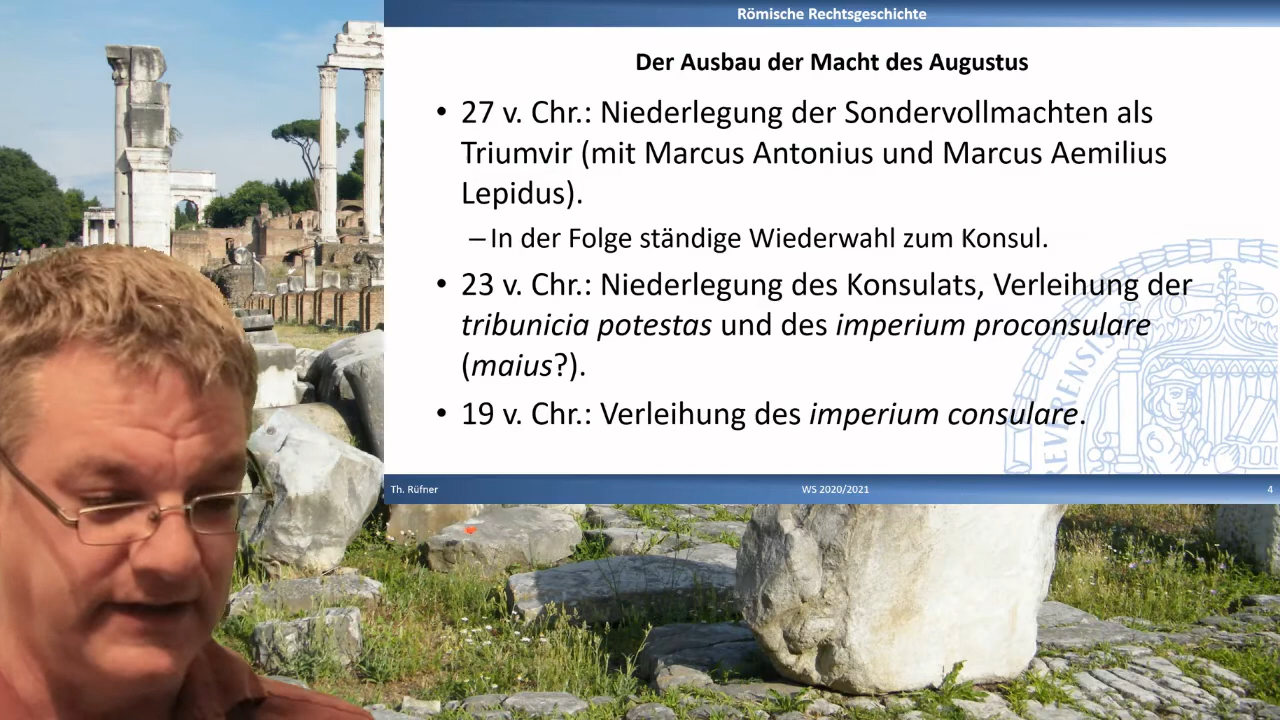 Römische Rechtsgeschichte
Der Ausbau der Macht des Augustus
• 27 v. Chr.: Niederlegung der Sondervollmachten als
Triumvir (mit Marcus Antonius und Marcus Aemilius
Lepidus).
– In der Folge ständige Wiederwahl zum Konsul.
• 23 v. Chr.: Niederlegung des Konsulats, Verleihung der
tribunicia potestas und des imperium proconsulare
(maius?).
• 19 v. Chr.: Verleihung des imperium consulare.
Th. Rüfner
WS 2020/2021
4